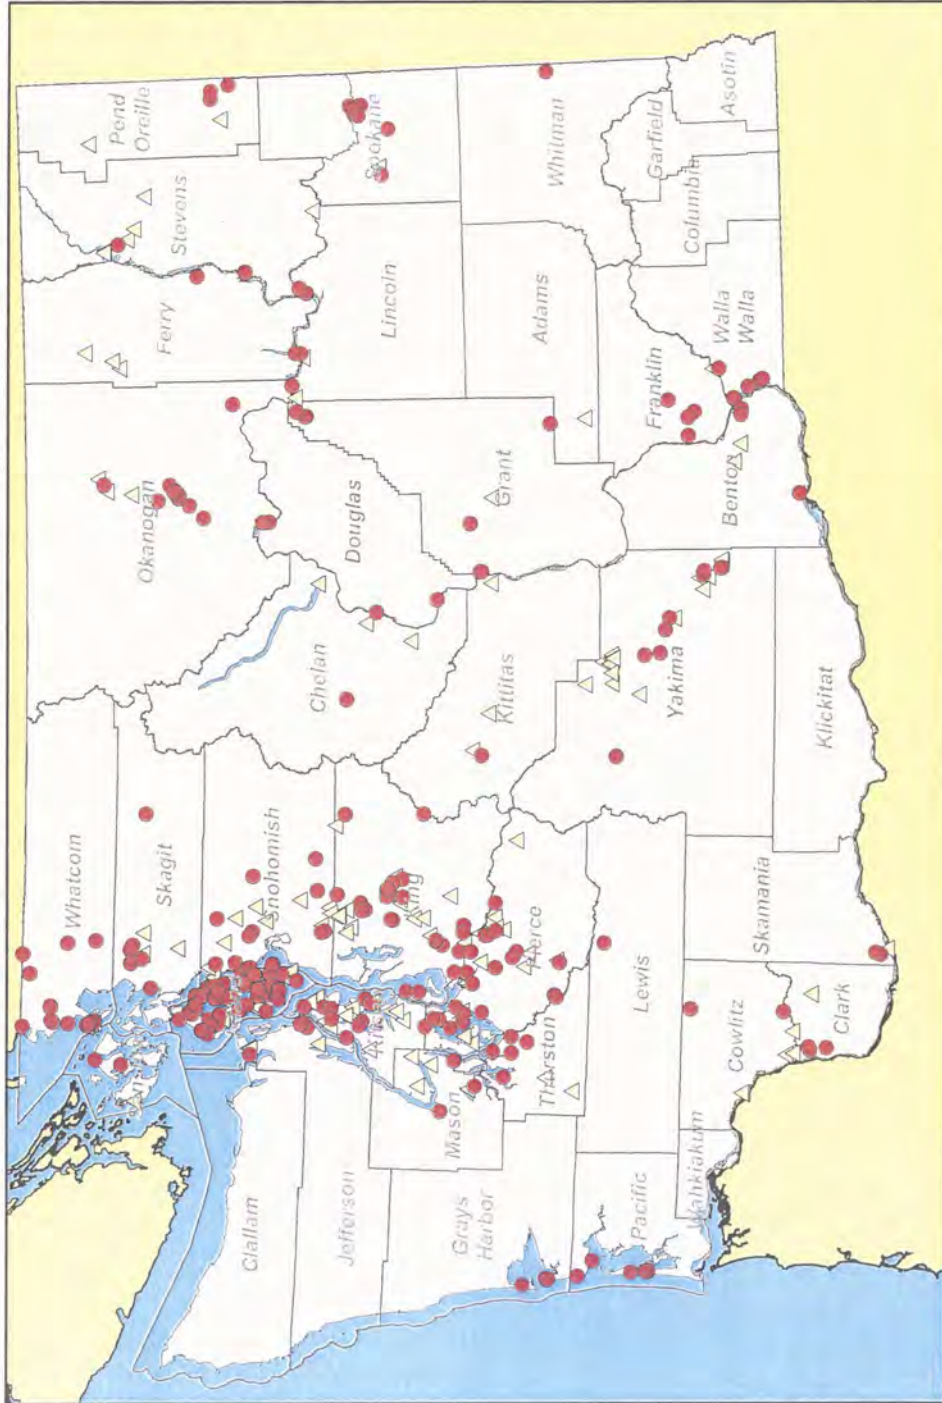 Whatcom
Okanogan
Ferry
Stevens
Pend
Oreille
Skagit
Snohomish
Chelan
Douglas
Lincoln
Spokane
Clallam
Jefferson
King
Grant
Adams
Whitman
Grays
Harbor
Mason
Kittitas
Thurston
Pierce
Yakima
Franklin
Garfield
Pacific
Lewis
Benton
Walla
Walla
Columbia
Asotin
Wahkiakum
Cowlitz
Skamania
Klickitat
Clark